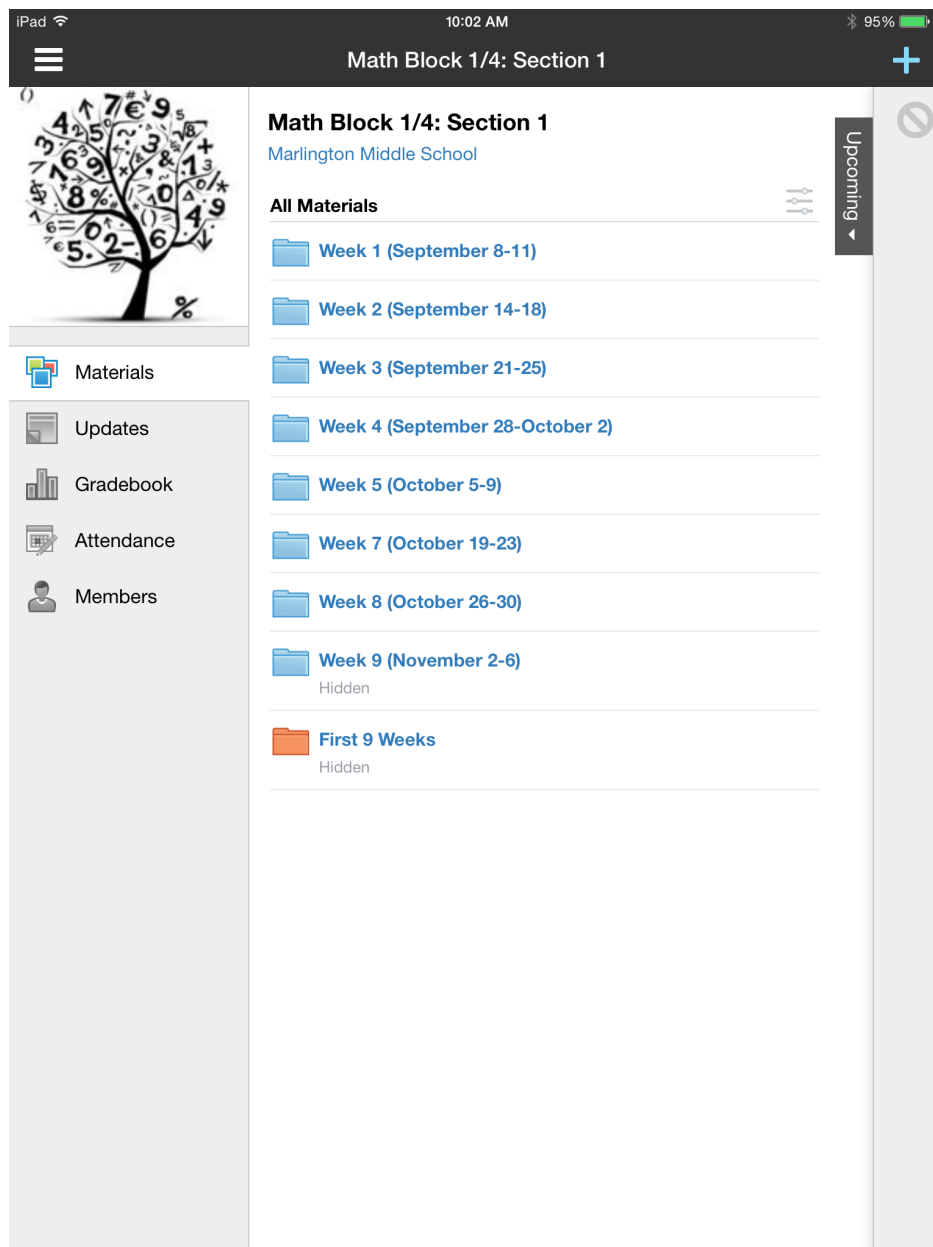 iPad 10:02 AM 95%
Math Block 1/4: Section 1
Math Block 1/4: Section 1
Marlington Middle School
Upcoming
All Materials
Week 1 (September 8-11)
Week 2 (September 14-18)
Week 3 (September 21-25)
Week 4 (September 28-October 2)
Week 5 (October 5-9)
Week 7 (October 19-23)
Week 8 (October 26-30)
Week 9 (November 2-6)
Hidden
First 9 Weeks
Hidden
Materials
Updates
Gradebook
Attendance
Members